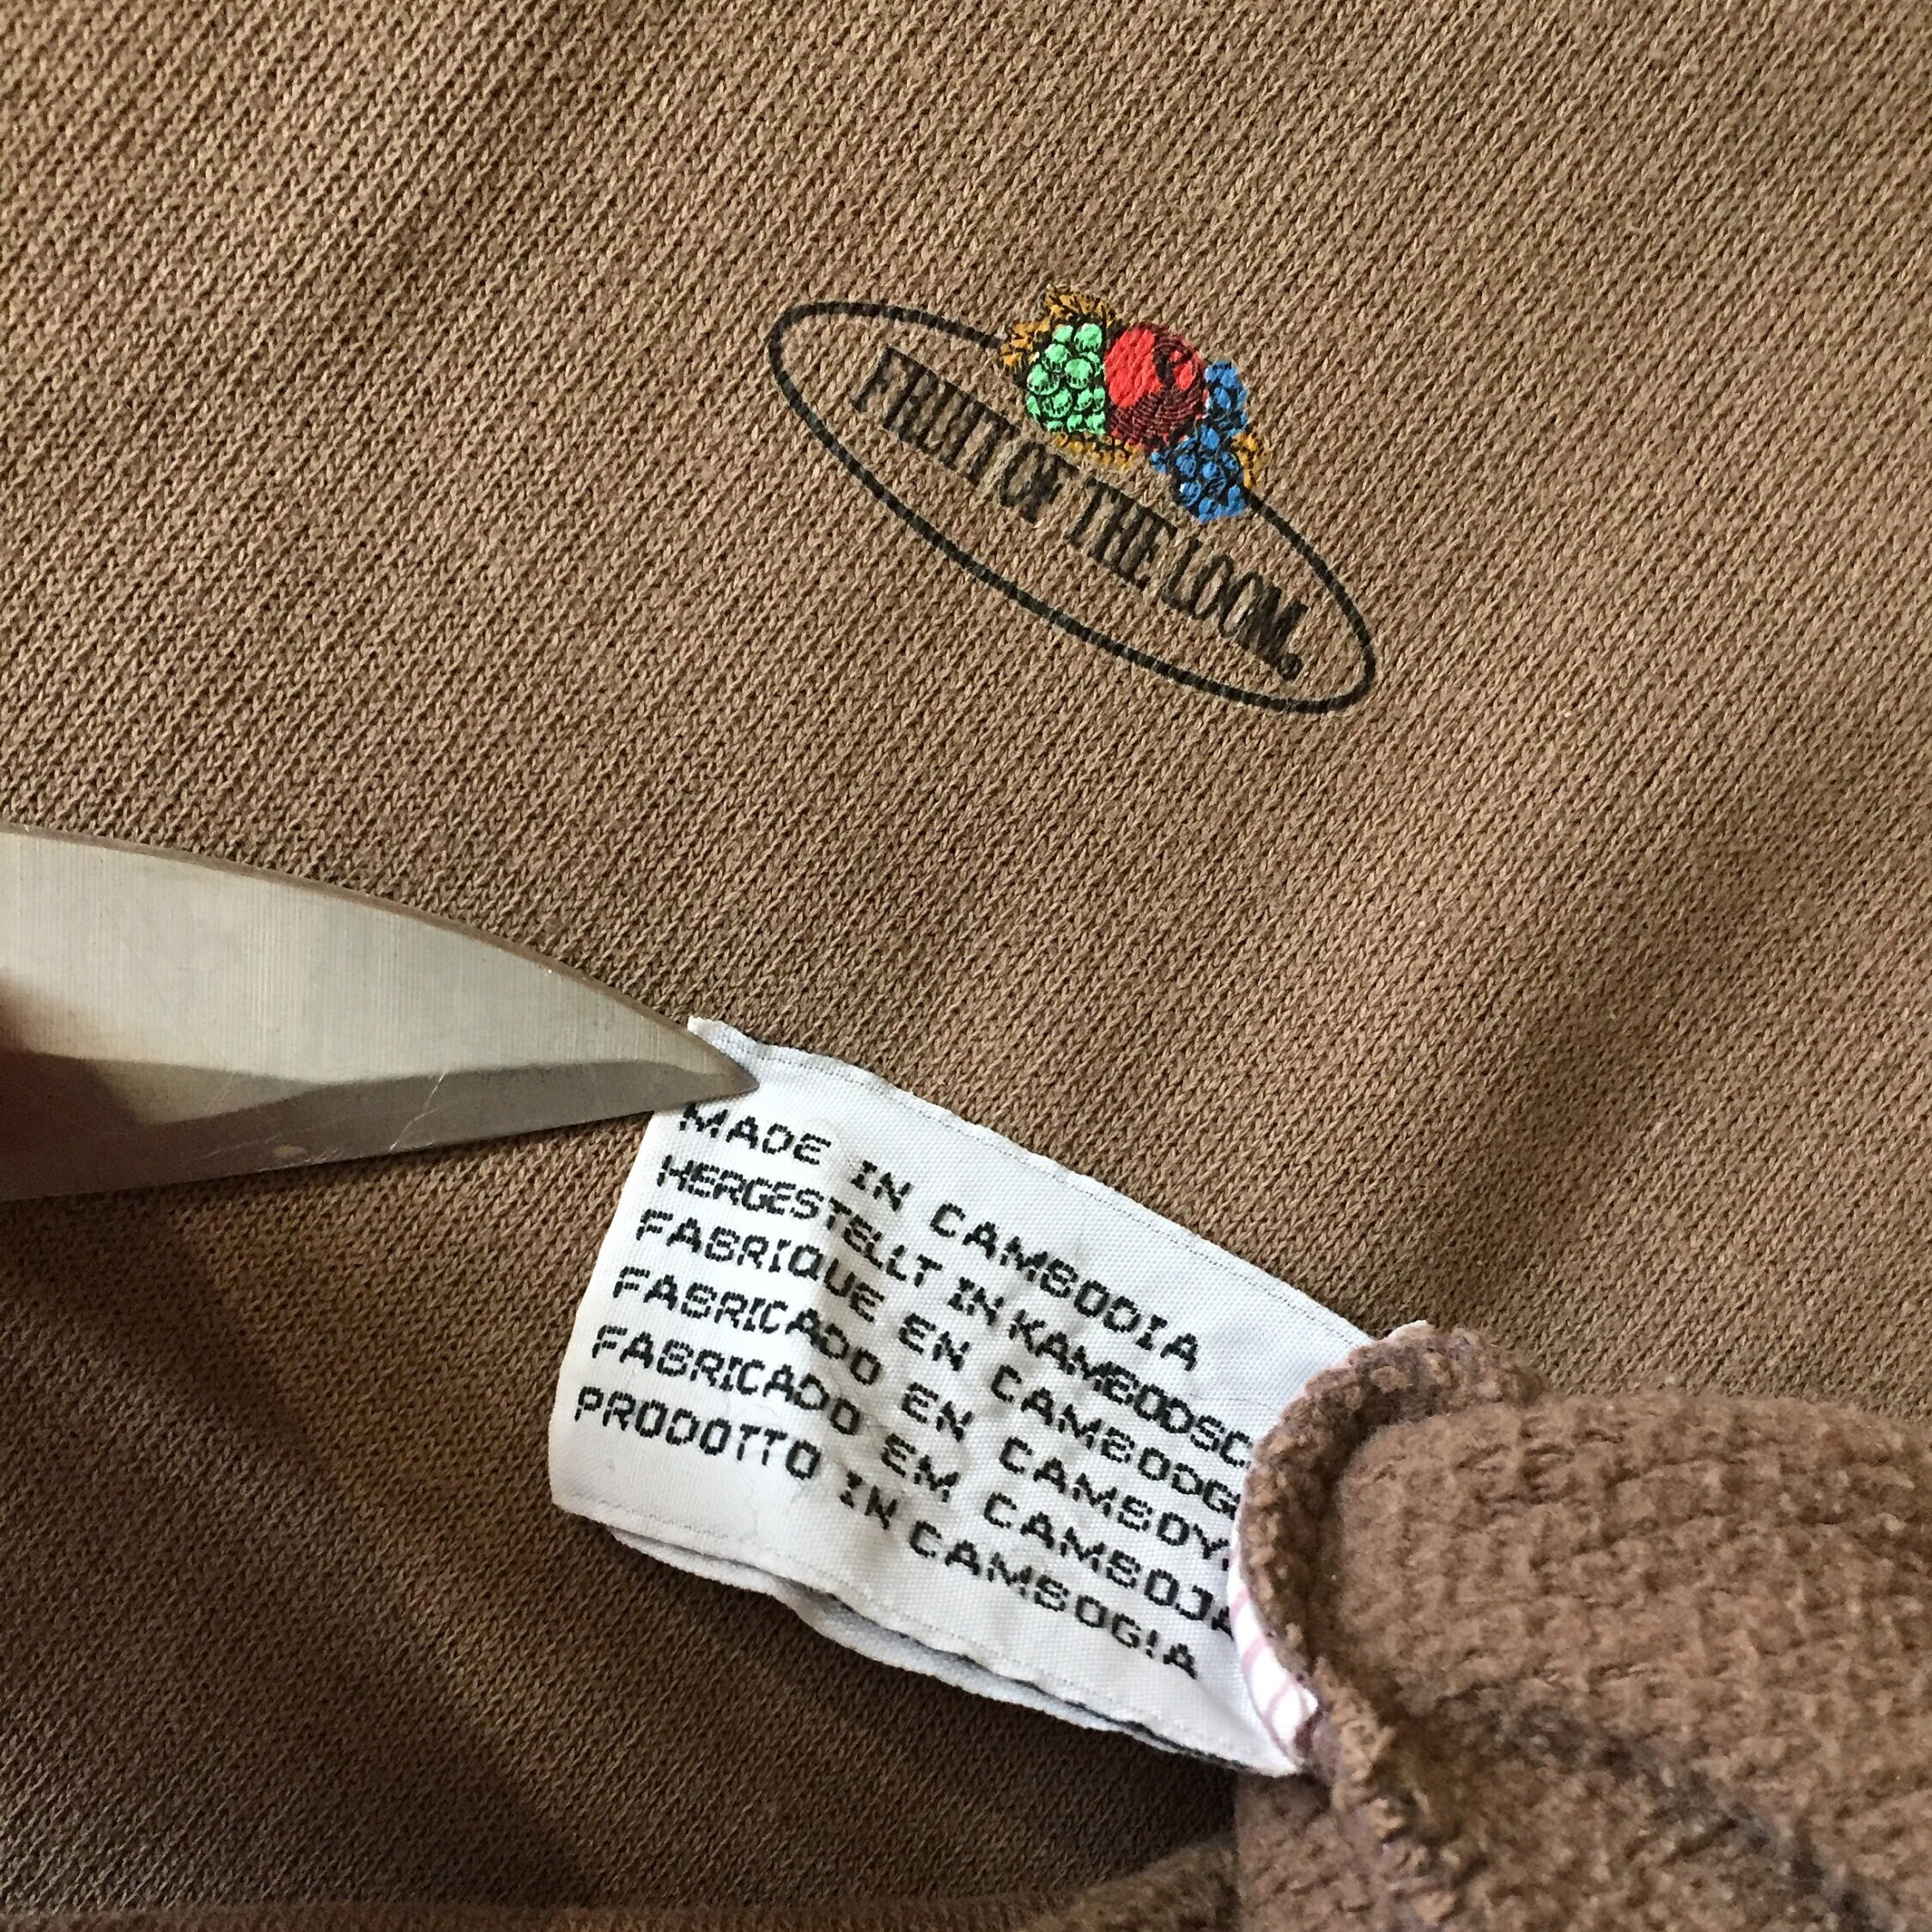 FRUIT OF THE LOOM®
MADE IN CAMBODIA
HERGESTELLT IN KAMBODSC
FABRIQUE EN CAMBODG
FABRICADO EN CAMBOY
FABRICADO EM CAMBOJA
PRODOTTO IN CAMBOGIA